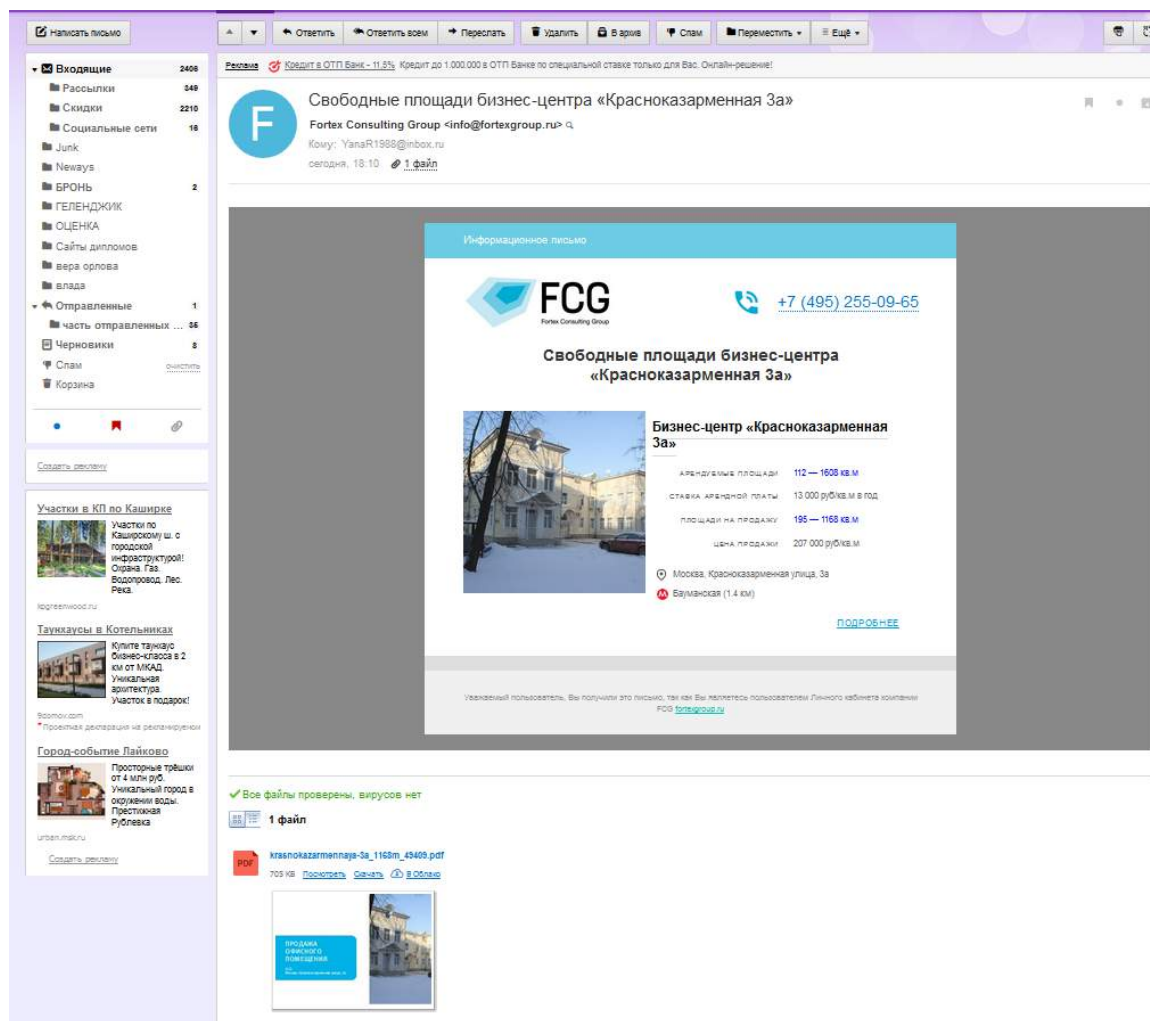 Написать письмо
Ответить
Ответить всем
Переслать
Удалить
В архив
Спам
Переместить
Ещё
Входящие 2406
Рассылки 349
Скидки 2210
Социальные сети 16
Junk
Neways
БРОНЬ 2
ГЕЛЕНДЖИК
ОЦЕНКА
Сайты дипломов
вера орлова
влада
Отправленные 1
часть отправленных ... 36
Черновики 8
Спам очистить
Корзина
Создать рекламу
Участки в КП по Каширке
Участки по
Каширскому ш. с
городской
инфраструктурой!
Охрана. Газ.
Водопровод. Лес.
Река.
kpgreenwood.ru
Таунхаусы в Котельниках
Купите таунхаус
бизнес-класса в 2
км от МКАД.
Уникальная
архитектура.
Участок в подарок!
*Проектная декларация на рекламируемом
Город-событие Лайково
Просторные трёшки
от 4 млн руб.
Уникальный город в
окружении воды.
Престижная
Рублевка
urban.msk.ru
Создать рекламу
Реклама Кредит в ОТП Банк - 11,5% Кредит до 1.000.000 в ОТП Банке по специальной ставке только для Вас. Онлайн-решение!
F
Свободные площади бизнес-центра «Красноказарменная 3а»
Fortex Consulting Group <info@fortexgroup.ru>
Кому: YanaR1988@inbox.ru
сегодня, 18:10 1 файл
Информационное письмо
FCG
Fortex Consulting Group
+7 (495) 255-09-65
Свободные площади бизнес-центра
«Красноказарменная 3а»
Бизнес-центр «Красноказарменная
3а»
АРЕНДУЕМЫЕ ПЛОЩАДИ 112 — 1608 КВ.М
СТАВКА АРЕНДНОЙ ПЛАТЫ 13 000 руб/кв.м в год
ПЛОЩАДИ НА ПРОДАЖУ 195 — 1168 КВ.М
ЦЕНА ПРОДАЖИ 207 000 руб/кв.м
Москва, Красноказарменная улица, 3а
Бауманская (1.4 км)
ПОДРОБНЕЕ
Уважаемый пользователь, Вы получили это письмо, так как Вы являетесь пользователем Личного кабинета компании
FCG fortexgroup.ru
Все файлы проверены, вирусов нет
1 файл
PDF
krasnokazarmennaja-3a_1168m_49409.pdf
703 КБ Посмотреть Скачать В Облако
ПРОДАЖА
ОФИСНОГО
ПОМЕЩЕНИЯ